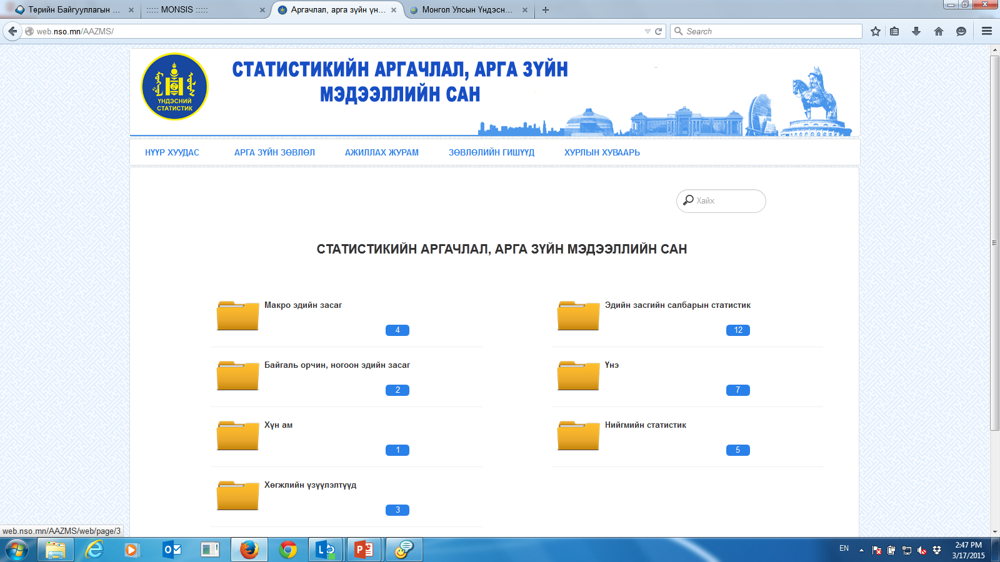 Төрийн Байгууллагын ...
::::: MONSIS :::::
Аргачлал, арга зүйн үн...
Монгол Улсын Үндэсн...
web.nso.mn/AAZMS/
Search
ҮНДЭСНИЙ
СТАТИСТИК
СТАТИСТИКИЙН АРГАЧЛАЛ, АРГА ЗҮЙН
МЭДЭЭЛЛИЙН САН
НҮҮР ХУУДАС АРГА ЗҮЙН ЗӨВЛӨЛ АЖИЛЛАХ ЖУРАМ ЗӨВЛӨЛИЙН ГИШҮҮД ХУРЛЫН ХУВААРЬ
Хайх
СТАТИСТИКИЙН АРГАЧЛАЛ, АРГА ЗҮЙН МЭДЭЭЛЛИЙН САН
Макро эдийн засаг
4
Эдийн засгийн салбарын статистик
12
Байгаль орчин, ногоон эдийн засаг
2
Үнэ
7
Хүн ам
1
Нийгмийн статистик
5
Хөгжлийн үзүүлэлтүүд
3
web.nso.mn/AAZMS/web/page/3
EN
2:47 PM
3/17/2015